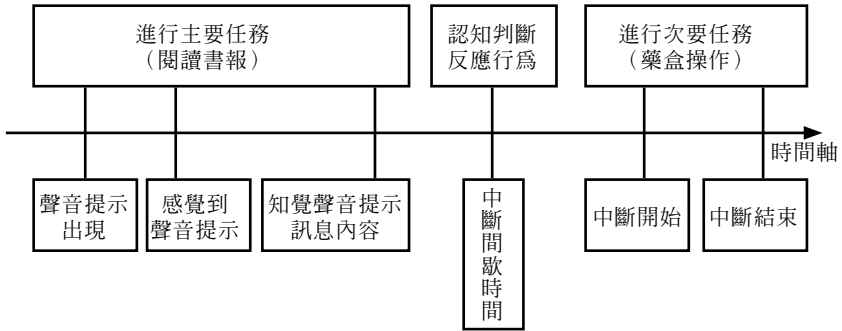 進行主要任務
（閱讀書報）
認知判斷
反應行爲
進行次要任務
（藥盒操作）
時間軸
聲音提示
出現
感覺到
聲音提示
知覺聲音提示
訊息內容
中斷間歇時間
中斷開始
中斷結束